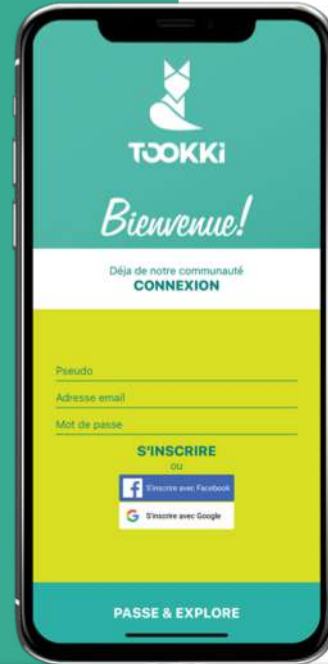 TOOKKi
Bienvenue!
Déja de notre communauté
CONNEXION
Pseudo
Adresse email
Mot de passe
S'INSCRIRE
ou
S'inscrire avec Facebook
S'inscrire avec Google
PASSE & EXPLORE